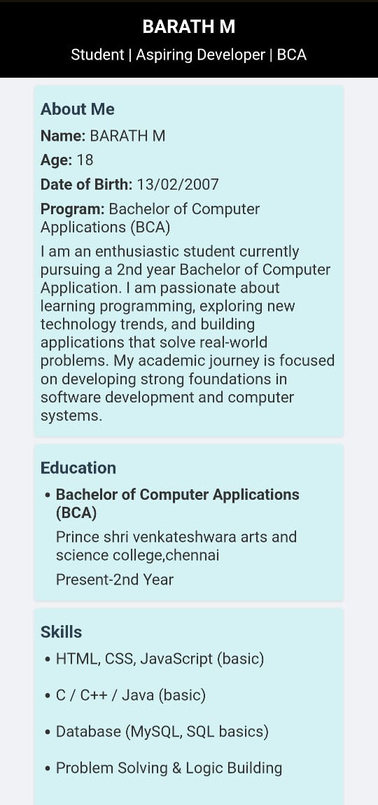 BARATH M
Student | Aspiring Developer | BCA
About Me
Name: BARATH M
Age: 18
Date of Birth: 13/02/2007
Program: Bachelor of Computer
Applications (BCA)
I am an enthusiastic student currently
pursuing a 2nd year Bachelor of Computer
Application. I am passionate about
learning programming, exploring new
technology trends, and building
applications that solve real-world
problems. My academic journey is focused
on developing strong foundations in
software development and computer
systems.
Education
• Bachelor of Computer Applications
(BCA)
Prince shri venkateshwara arts and
science college,chennai
Present-2nd Year
Skills
• HTML, CSS, JavaScript (basic)
• C / C++ / Java (basic)
• Database (MySQL, SQL basics)
• Problem Solving & Logic Building